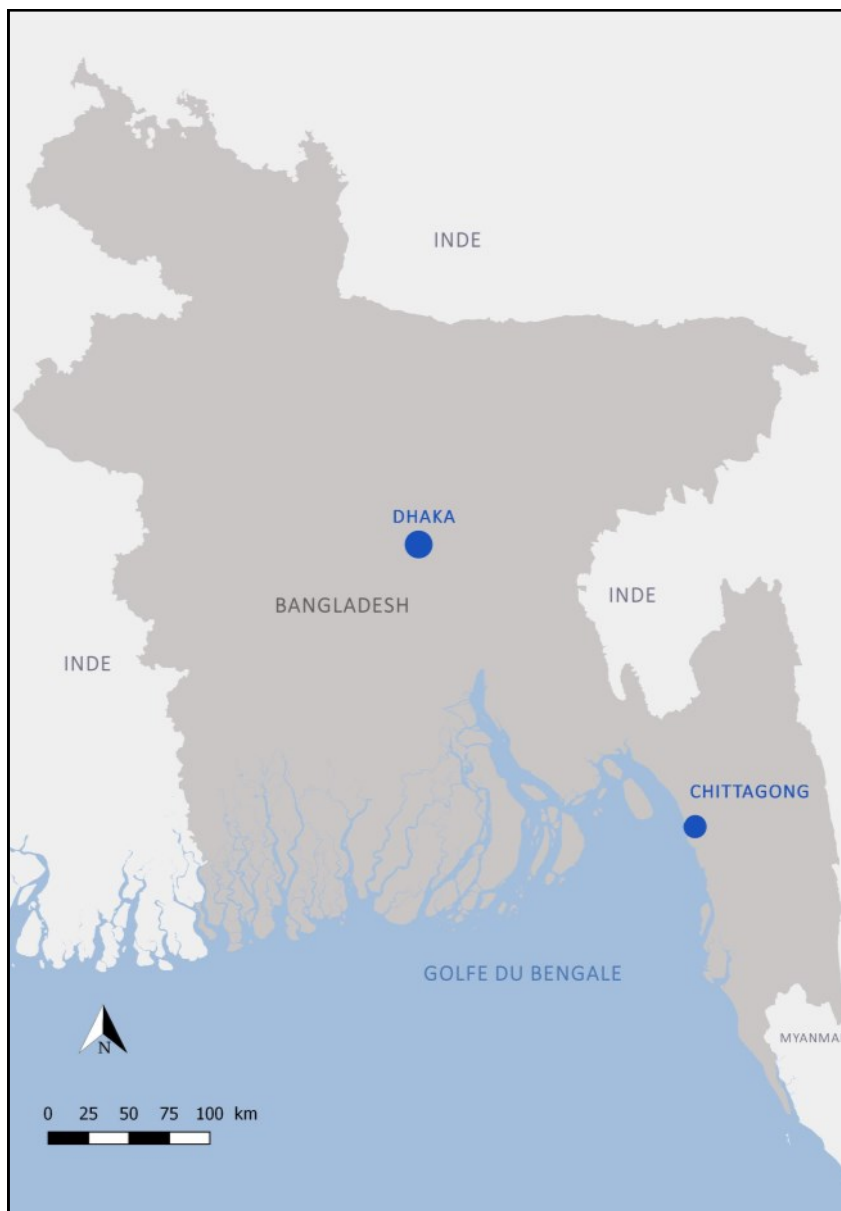 INDE
DHAKA
BANGLADESH
INDE
INDE
CHITTAGONG
GOLFE DU BENGALE
N
MYANMA
0 25 50 75 100 km